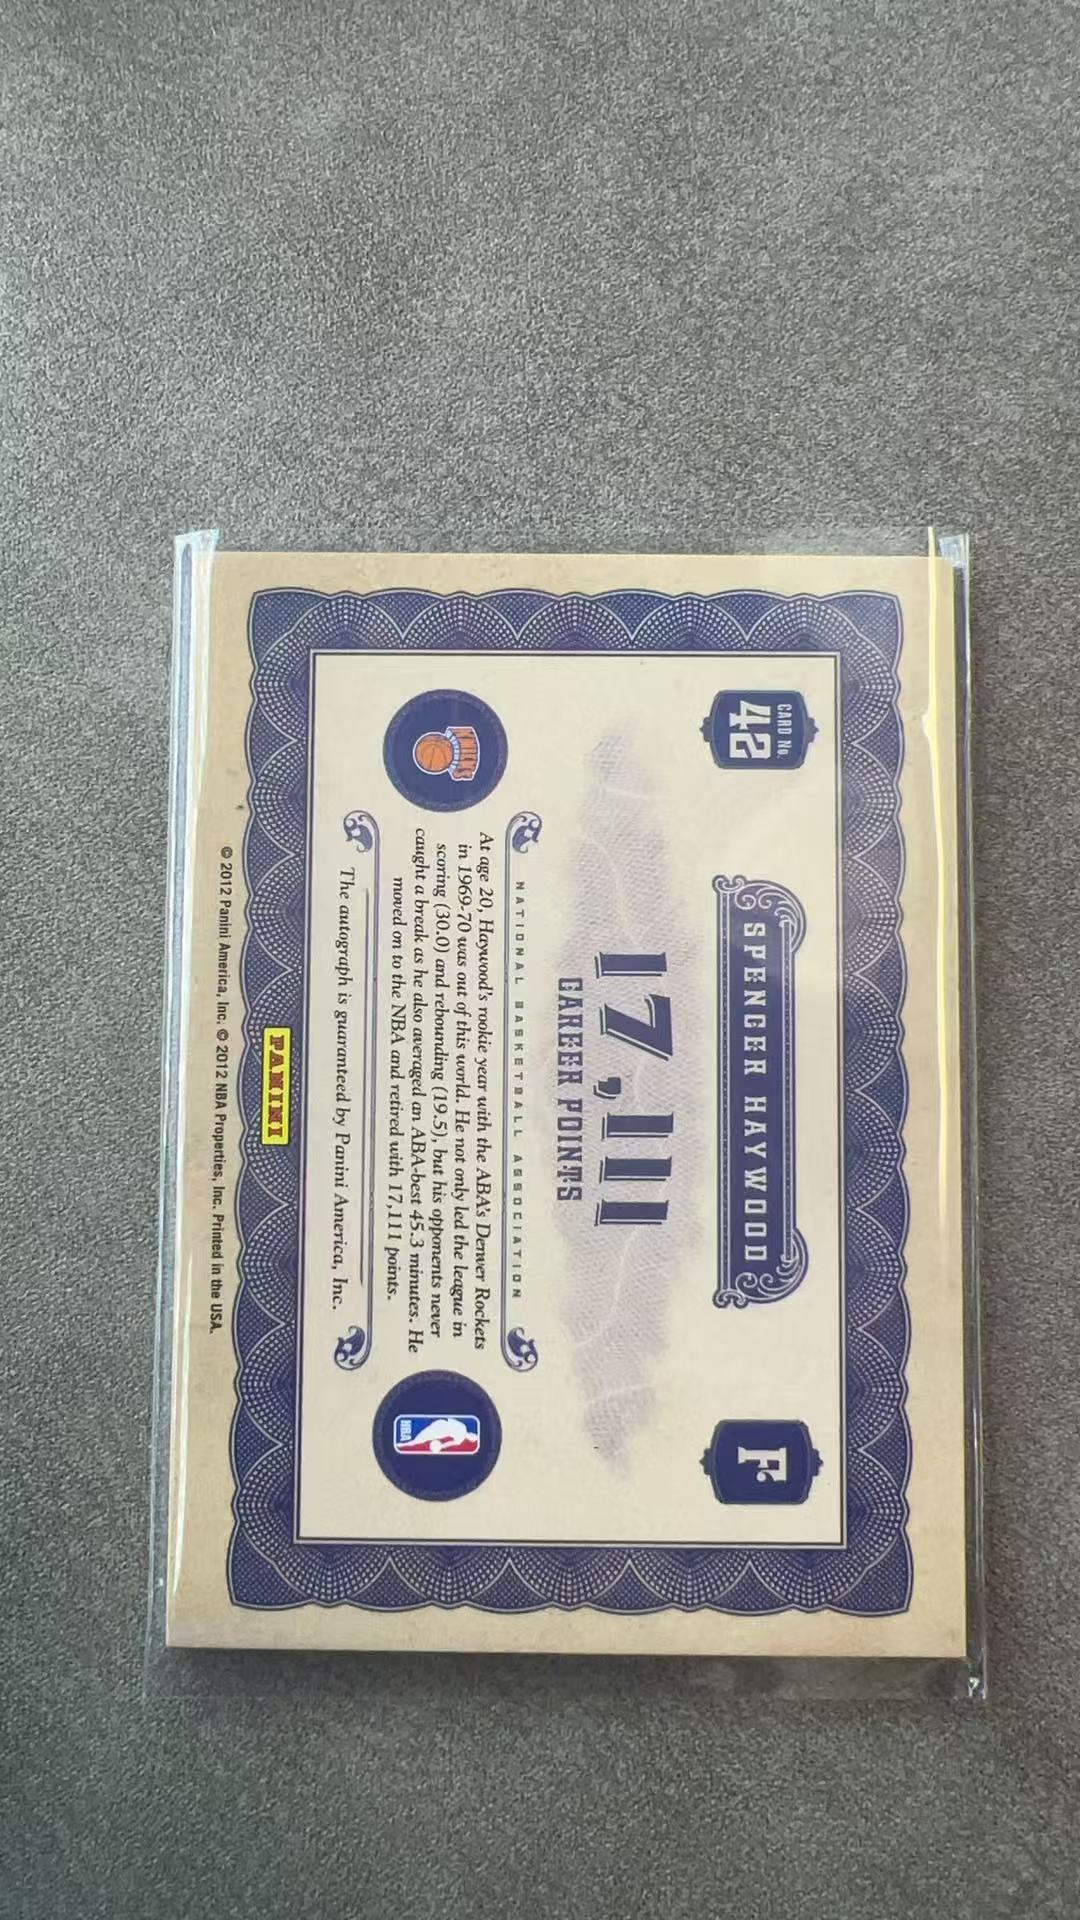 CARD No.
42
SPENCER HAYWOOD
F
17,111
CAREER POINTS
NATIONAL BASKETBALL ASSOCIATION
At age 20, Haywood's rookie year with the ABA's Denver Rockets
in 1969-70 was out of this world. He not only led the league in
scoring (30.0) and rebounding (19.5), but his opponents never
caught a break as he also averaged an ABA-best 45.3 minutes. He
moved on to the NBA and retired with 17,111 points.
KNICKS
NBA
The autograph is guaranteed by Panini America, Inc.
PANINI
© 2012 Panini America, Inc. © 2012 NBA Properties, Inc. Printed in the USA.